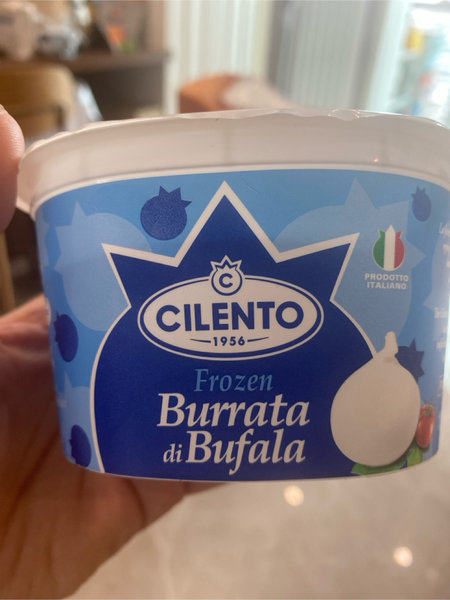 C
CILENTO
1956
Frozen
Burrata
di Bufala
PRODOTTO
ITALIANO